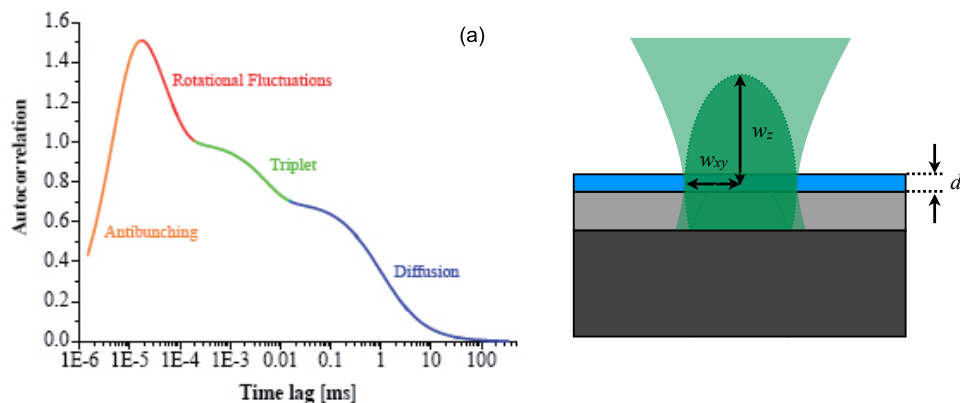 (a)
1.6
1.4
1.2
1.0
0.8
0.6
0.4
0.2
0.0
Autocorrelation
Rotational Fluctuations
Triplet
Antibunching
Diffusion
1E-6 1E-5 1E-4 1E-3 0.01 0.1 1 10 100
Time lag [ms]
w_z
w_xy
d